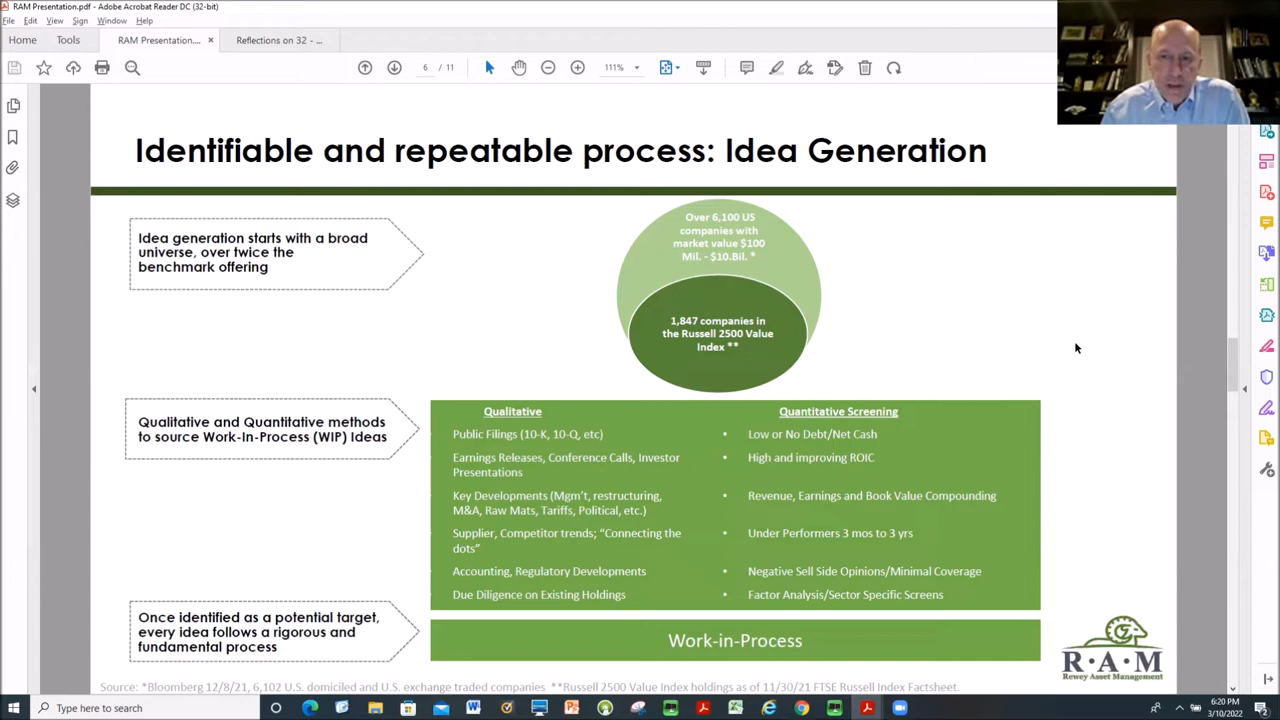 RAM Presentation.pdf - Adobe Acrobat Reader DC (32-bit)
File Edit View Sign Window Help
Home Tools RAM Presentation.... × Reflections on 32 - ...
6 / 11 111%
Identifiable and repeatable process: Idea Generation
Idea generation starts with a broad
universe, over twice the
benchmark offering
Over 6,100 US
companies with
market value $100
Mil. - $10.Bil. *
1,847 companies in
the Russell 2500 Value
Index **
Qualitative and Quantitative methods
to source Work-In-Process (WIP) Ideas
Qualitative
Public Filings (10-K, 10-Q, etc)
Earnings Releases, Conference Calls, Investor
Presentations
Key Developments (Mgm't, restructuring,
M&A, Raw Mats, Tariffs, Political, etc.)
Supplier, Competitor trends; “Connecting the
dots”
Accounting, Regulatory Developments
Due Diligence on Existing Holdings
Quantitative Screening
• Low or No Debt/Net Cash
• High and improving ROIC
• Revenue, Earnings and Book Value Compounding
• Under Performers 3 mos to 3 yrs
• Negative Sell Side Opinions/Minimal Coverage
• Factor Analysis/Sector Specific Screens
Once identified as a potential target,
every idea follows a rigorous and
fundamental process
Work-in-Process
R·A·M
Rewey Asset Management
Source: *Bloomberg 12/8/21, 6,102 U.S. domiciled and U.S. exchange traded companies **Russell 2500 Value Index holdings as of 11/30/21 FTSE Russell Index Factsheet.
Type here to search
6:20 PM
3/10/2022